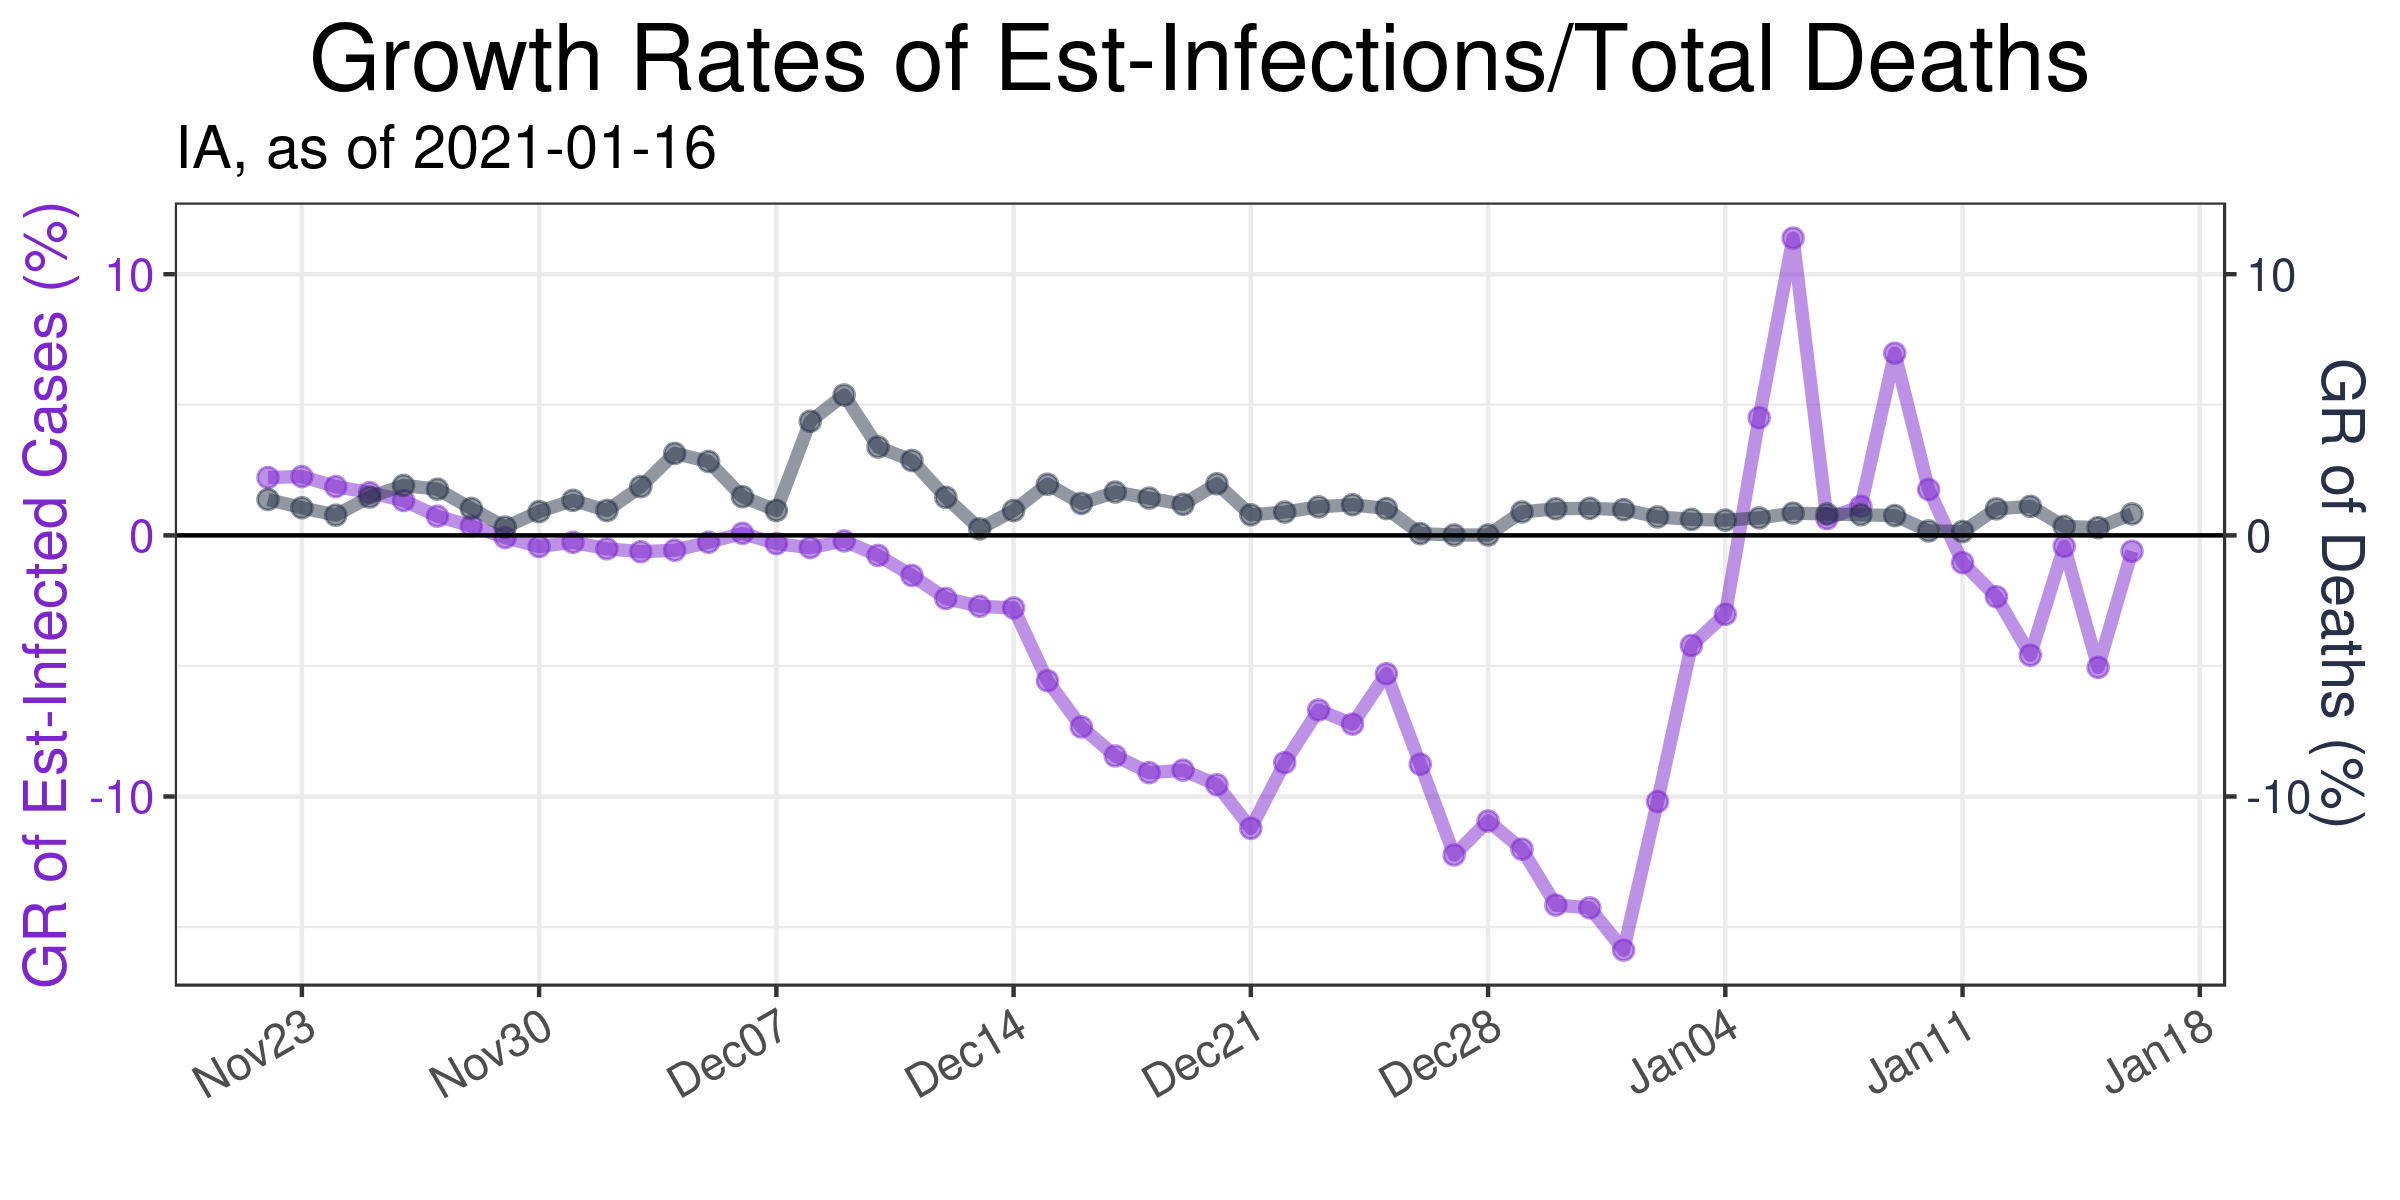 Growth Rates of Est-Infections/Total Deaths
IA, as of 2021-01-16
GR of Est-Infected Cases (%)
10
0
-10
10
0
-10
GR of Deaths (%)
Nov23
Nov30
Dec07
Dec14
Dec21
Dec28
Jan04
Jan11
Jan18